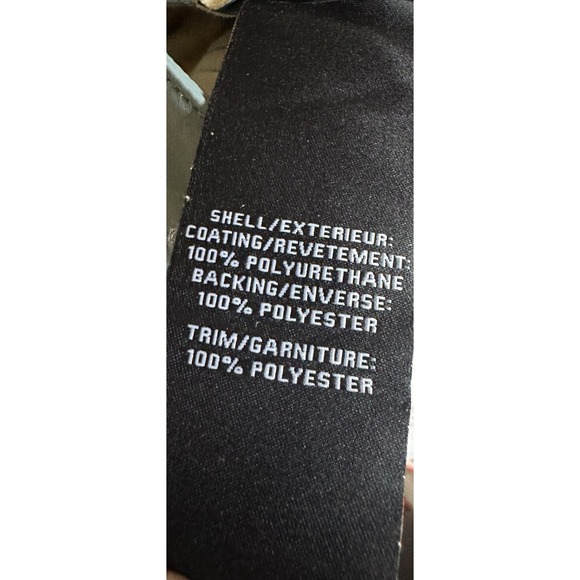 SHELL/EXTERIEUR:
COATING/REVETEMENT:
100% POLYURETHANE
BACKING/ENVERSE:
100% POLYESTER
TRIM/GARNITURE:
100% POLYESTER